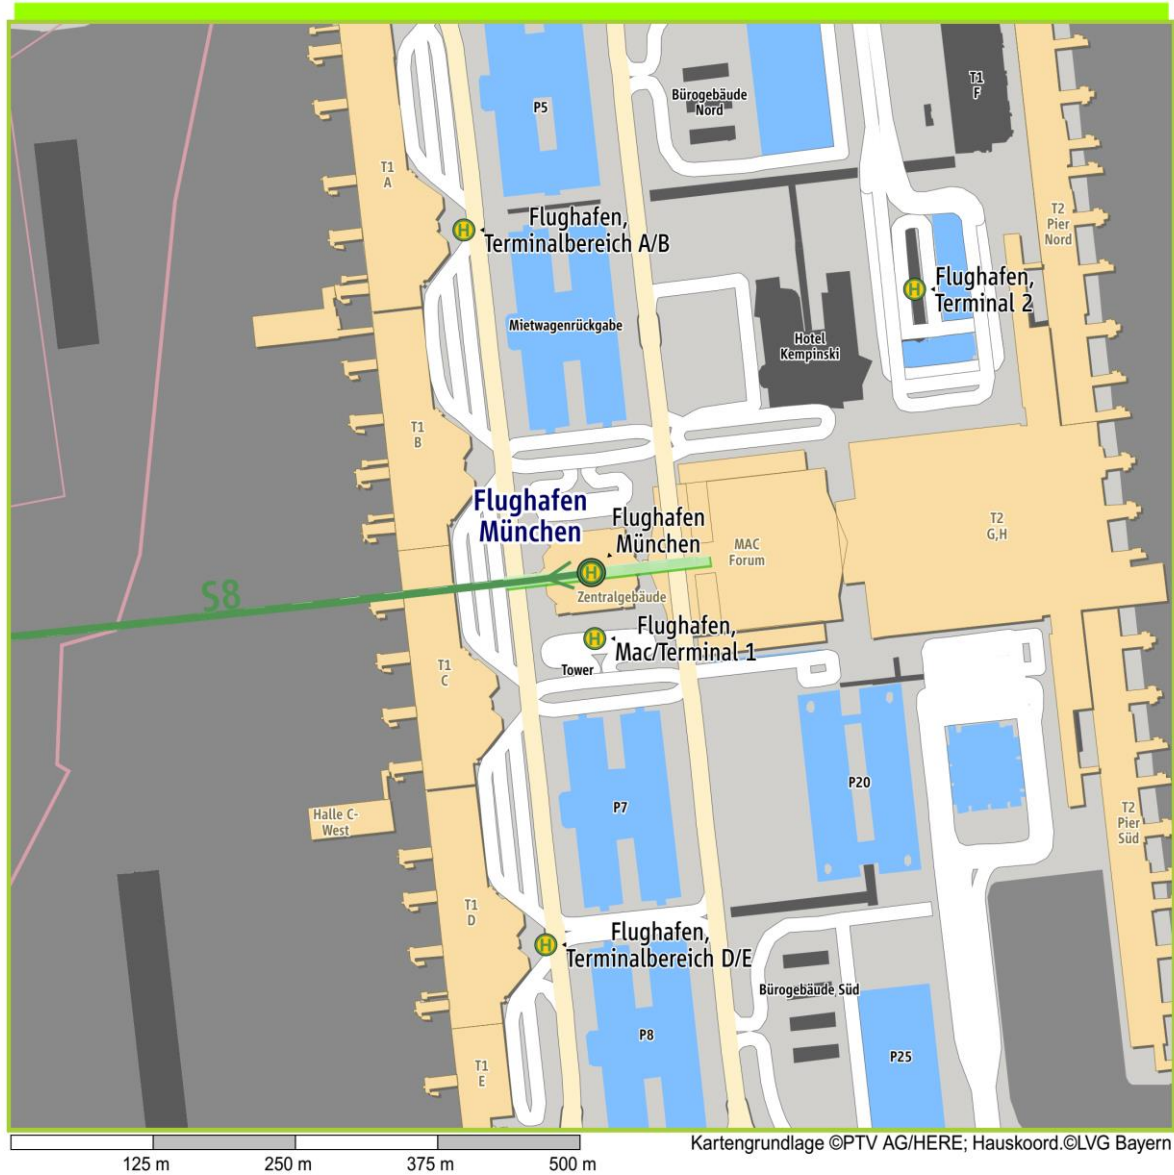 P5
Bürogebäude
Nord
T1
F
T1
A
H
Flughafen,
Terminalbereich A/B
T2
Pier
Nord
H
Flughafen,
Terminal 2
Mietwagenrückgabe
Hotel
Kempinski
T1
B
Flughafen
München
Flughafen
München
H
MAC
Forum
T2
G,H
S8
Zentralgebäude
H
Flughafen,
Mac/Terminal 1
Tower
T1
C
P7
P20
Halle C-
West
T2
Pier
Süd
T1
D
H
Flughafen,
Terminalbereich D/E
Bürogebäude Süd
P8
P25
T1
E
125 m
250 m
375 m
500 m
Kartengrundlage ©PTV AG/HERE; Hauskoord.©LVG Bayern